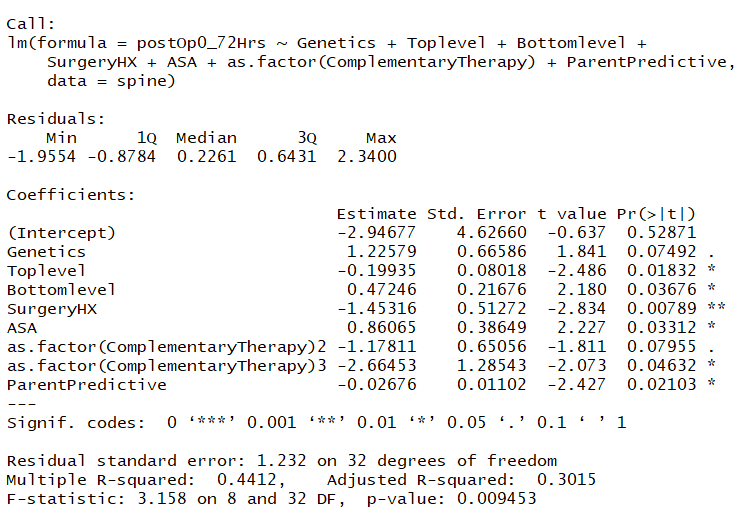 Call:
lm(formula = postOp0_72Hrs ~ Genetics + Toplevel + Bottomlevel +
    SurgeryHX + ASA + as.factor(ComplementaryTherapy) + ParentPredictive,
    data = spine)

Residuals:
    Min      1Q  Median      3Q     Max
-1.9554 -0.8784  0.2261  0.6431  2.3400

Coefficients:
                                 Estimate Std. Error t value Pr(>|t|)
(Intercept)                      -2.94677    4.62660  -0.637  0.52871
Genetics                          1.22579    0.66586   1.841  0.07492 .
Toplevel                         -0.19935    0.08018  -2.486  0.01832 *
Bottomlevel                       0.47246    0.21676   2.180  0.03676 *
SurgeryHX                        -1.45316    0.51272  -2.834  0.00789 **
ASA                               0.86065    0.38649   2.227  0.03312 *
as.factor(ComplementaryTherapy)2 -1.17811    0.65056  -1.811  0.07955 .
as.factor(ComplementaryTherapy)3 -2.66453    1.28543  -2.073  0.04632 *
ParentPredictive                 -0.02676    0.01102  -2.427  0.02103 *
---
Signif. codes:  0 ‘***’ 0.001 ‘**’ 0.01 ‘*’ 0.05 ‘.’ 0.1 ‘ ’ 1

Residual standard error: 1.232 on 32 degrees of freedom
Multiple R-squared:  0.4412,    Adjusted R-squared:  0.3015
F-statistic: 3.158 on 8 and 32 DF,  p-value: 0.009453